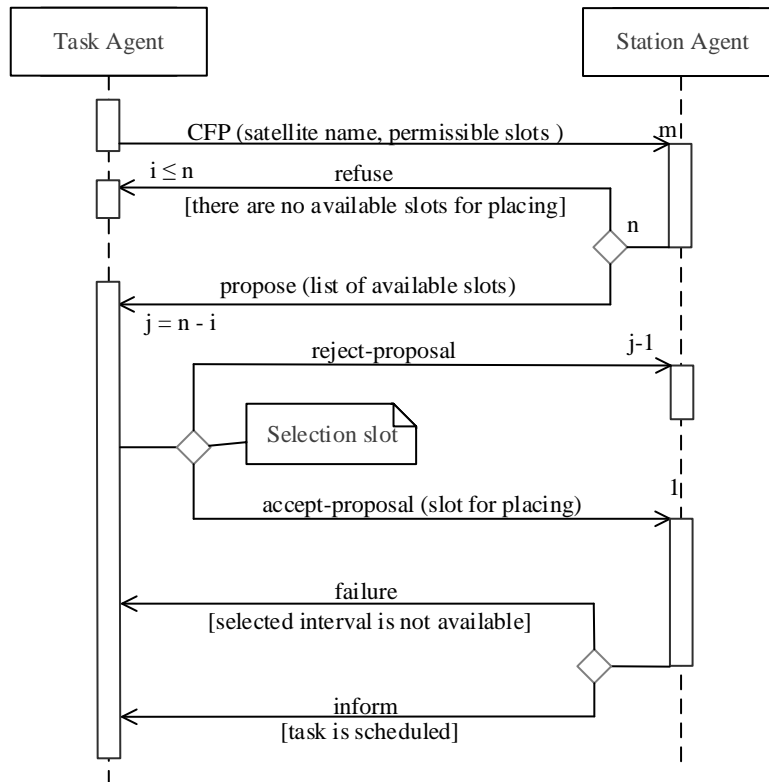 Task Agent
Station Agent
CFP (satellite name, permissible slots )
m
i ≤ n
refuse
[there are no available slots for placing]
n
propose (list of available slots)
j = n - i
reject-proposal
j-1
Selection slot
1
accept-proposal (slot for placing)
failure
[selected interval is not available]
inform
[task is scheduled]